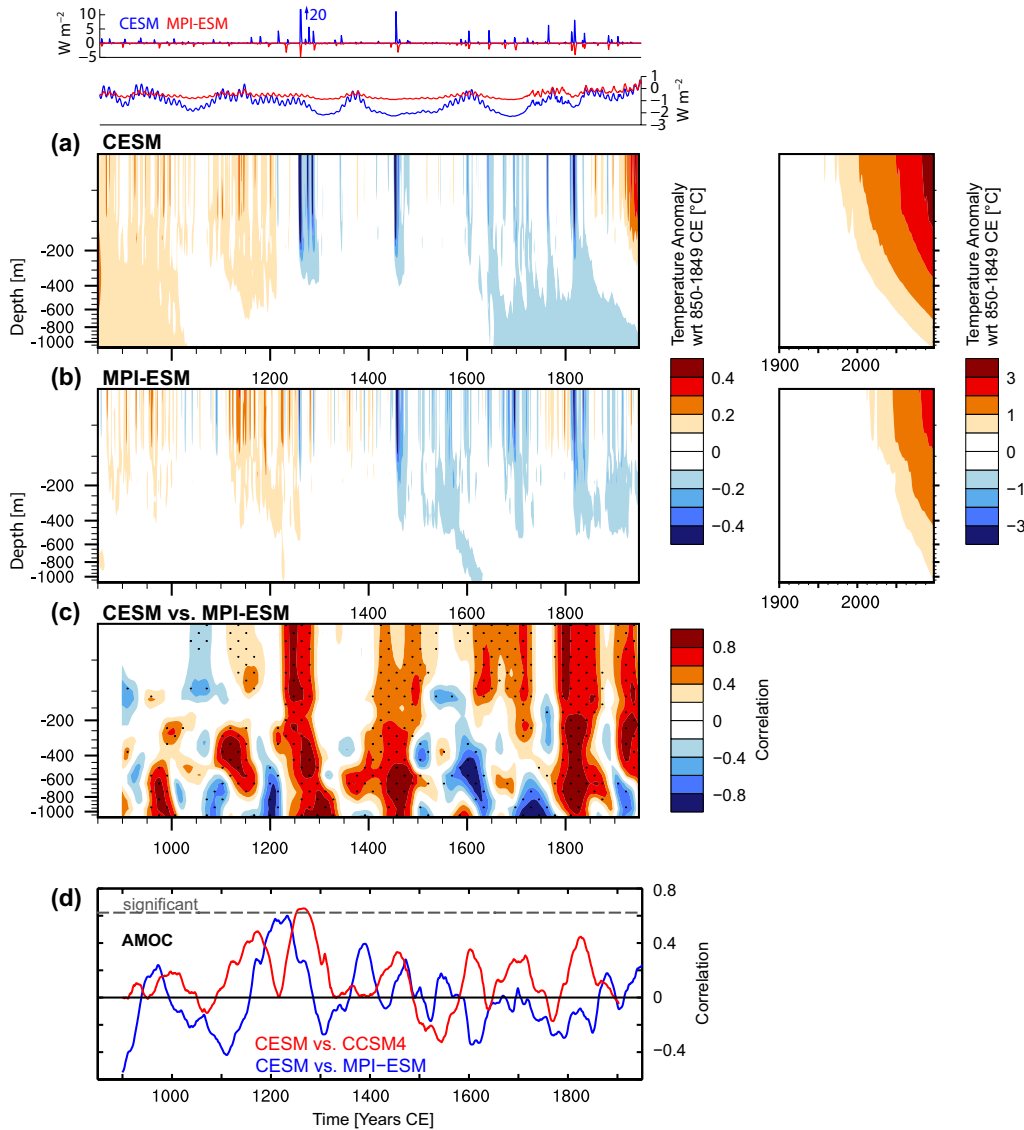 10
5
0
−5
W m−2
CESM MPI-ESM
20
1
0
−1
−2
−3
W m−2
(a) CESM
-200
-400
-600
-800
-1000
Depth [m]
1200 1400 1600 1800
1900 2000
Temperature Anomaly
wrt 850-1849 CE [°C]
0.4
0.2
0
−0.2
−0.4
Temperature Anomaly
wrt 850-1849 CE [°C]
3
1
0
−1
−3
(b) MPI-ESM
-200
-400
-600
-800
-1000
Depth [m]
1400 1600 1800
1900 2000
(c) CESM vs. MPI-ESM
-200
-400
-600
-800
-1000
Depth [m]
1000 1200 1400 1600 1800
0.8
0.4
0
−0.4
−0.8
Correlation
(d)
significant
AMOC
CESM vs. CCSM4
CESM vs. MPI−ESM
0.8
0.4
0
−0.4
Correlation
1000 1200 1400 1600 1800
Time [Years CE]